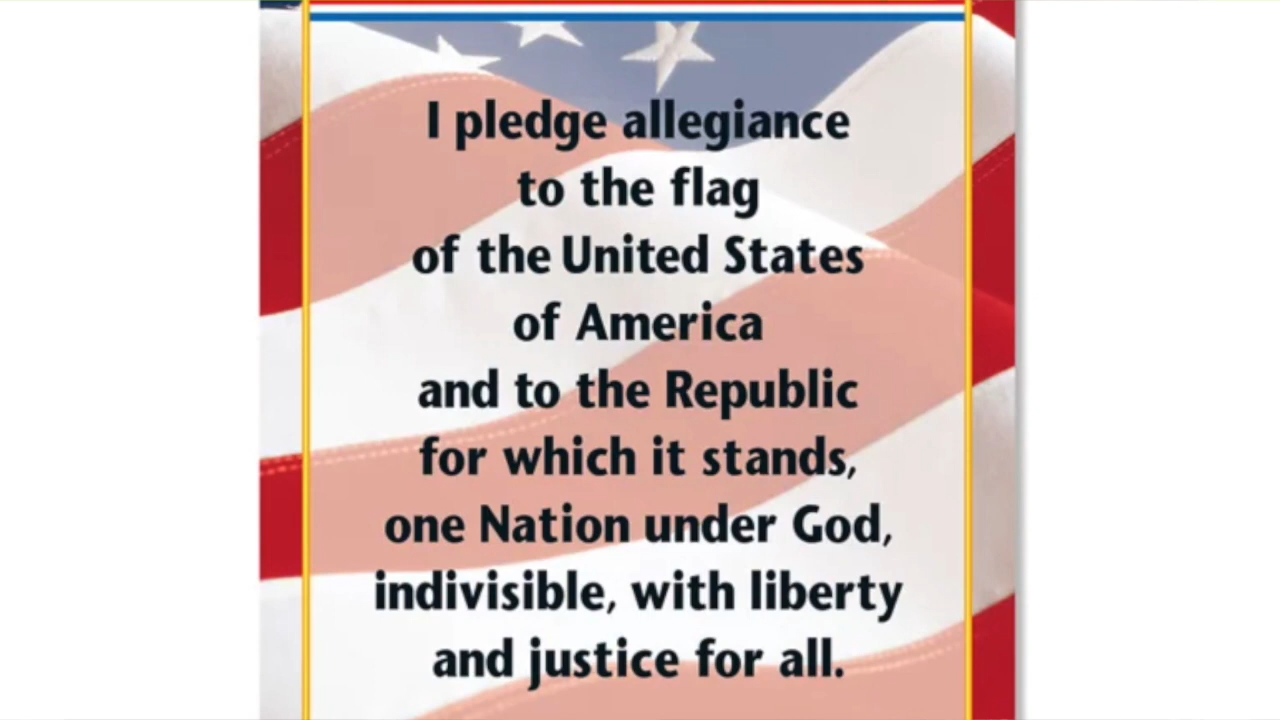 I pledge allegiance
to the flag
of the United States
of America
and to the Republic
for which it stands,
one Nation under God,
indivisible, with liberty
and justice for all.